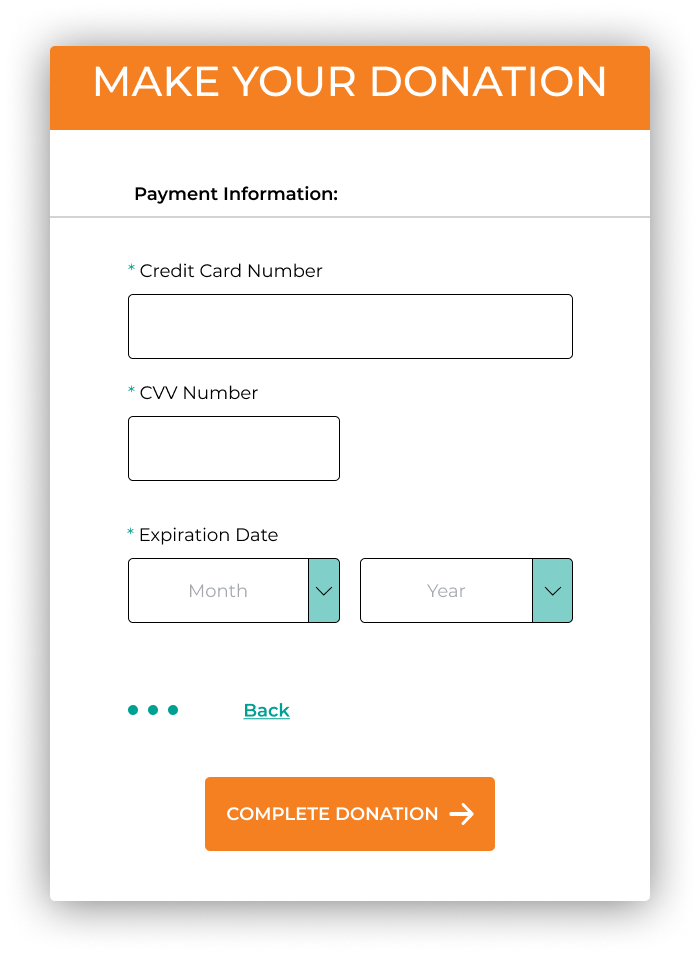 MAKE YOUR DONATION
Payment Information:
* Credit Card Number
* CVV Number
* Expiration Date
Month Year
Back
COMPLETE DONATION